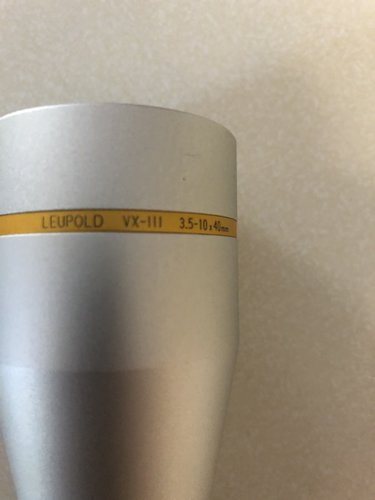 LEUPOLD VX-III 3.5-10x40mm